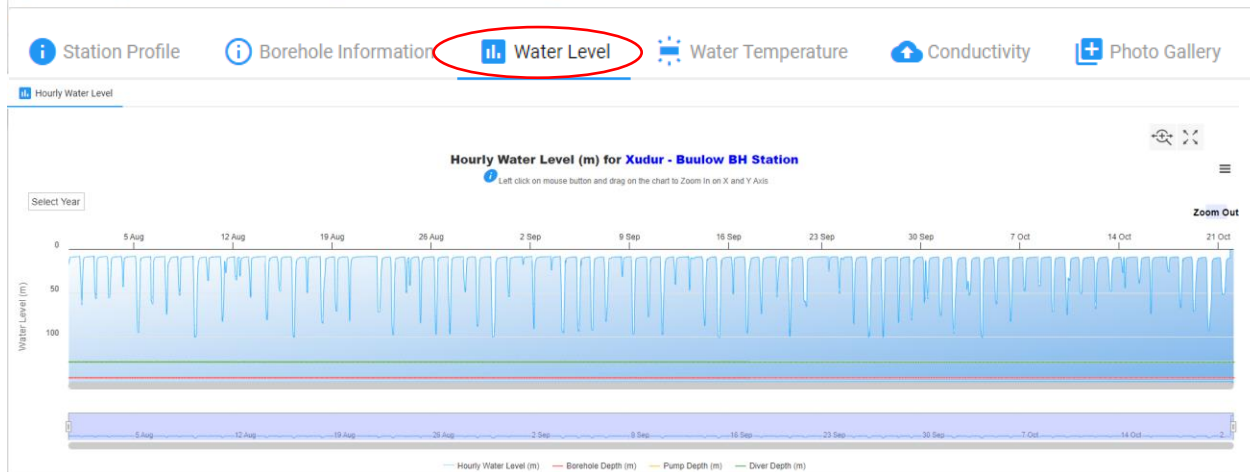 Station Profile Borehole Information Water Level Water Temperature Conductivity Photo Gallery
Hourly Water Level
Hourly Water Level (m) for Xudur - Buulow BH Station
Left click on mouse button and drag on the chart to Zoom In on X and Y Axis
Select Year
Zoom Out
5 Aug 12 Aug 19 Aug 26 Aug 2 Sep 9 Sep 16 Sep 23 Sep 30 Sep 7 Oct 14 Oct 21 Oct
0
50
100
Water Level (m)
5 Aug 12 Aug 19 Aug 26 Aug 2 Sep 9 Sep 16 Sep 23 Sep 30 Sep 7 Oct 14 Oct 2...
Hourly Water Level (m) Borehole Depth (m) Pump Depth (m) Diver Depth (m)